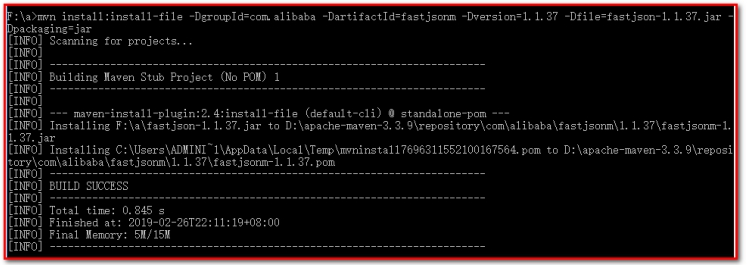 F:\a>mvn install:install-file -DgroupId=com.alibaba -DartifactId=fastjsonm -Dversion=1.1.37 -Dfile=fastjson-1.1.37.jar -
Dpackaging=jar
[INFO] Scanning for projects...
[INFO]
[INFO] ------------------------------------------------------------------------
[INFO] Building Maven Stub Project (No POM) 1
[INFO] ------------------------------------------------------------------------
[INFO]
[INFO] --- maven-install-plugin:2.4:install-file (default-cli) @ standalone-pom ---
[INFO] Installing F:\a\fastjson-1.1.37.jar to D:\apache-maven-3.3.9\repository\com\alibaba\fastjsonm\1.1.37\fastjsonm-1.
1.37.jar
[INFO] Installing C:\Users\ADMINI~1\AppData\Local\Temp\mvninstall7696311552100167564.pom to D:\apache-maven-3.3.9\reposi
tory\com\alibaba\fastjsonm\1.1.37\fastjsonm-1.1.37.pom
[INFO] ------------------------------------------------------------------------
[INFO] BUILD SUCCESS
[INFO] ------------------------------------------------------------------------
[INFO] Total time: 0.845 s
[INFO] Finished at: 2019-02-26T22:11:19+08:00
[INFO] Final Memory: 5M/15M
[INFO] ------------------------------------------------------------------------